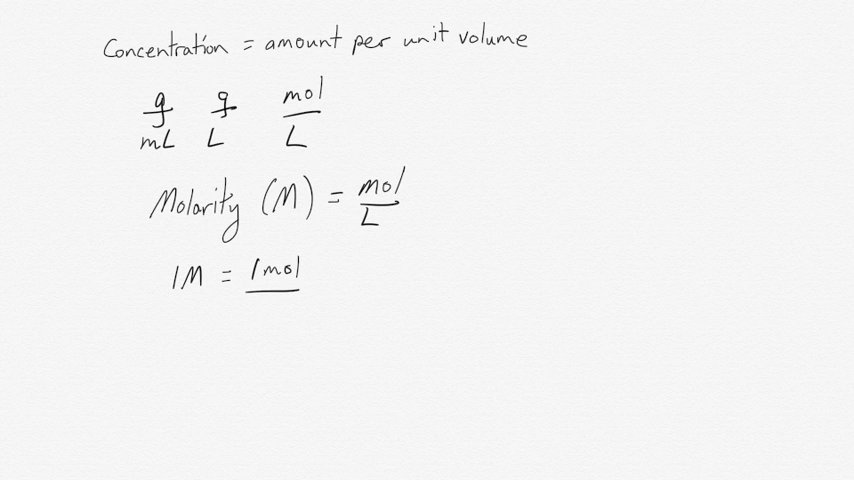 Concentration = amount per unit volume
g g mol
mL L L
Molarity (M) = mol
L
1M = 1mol